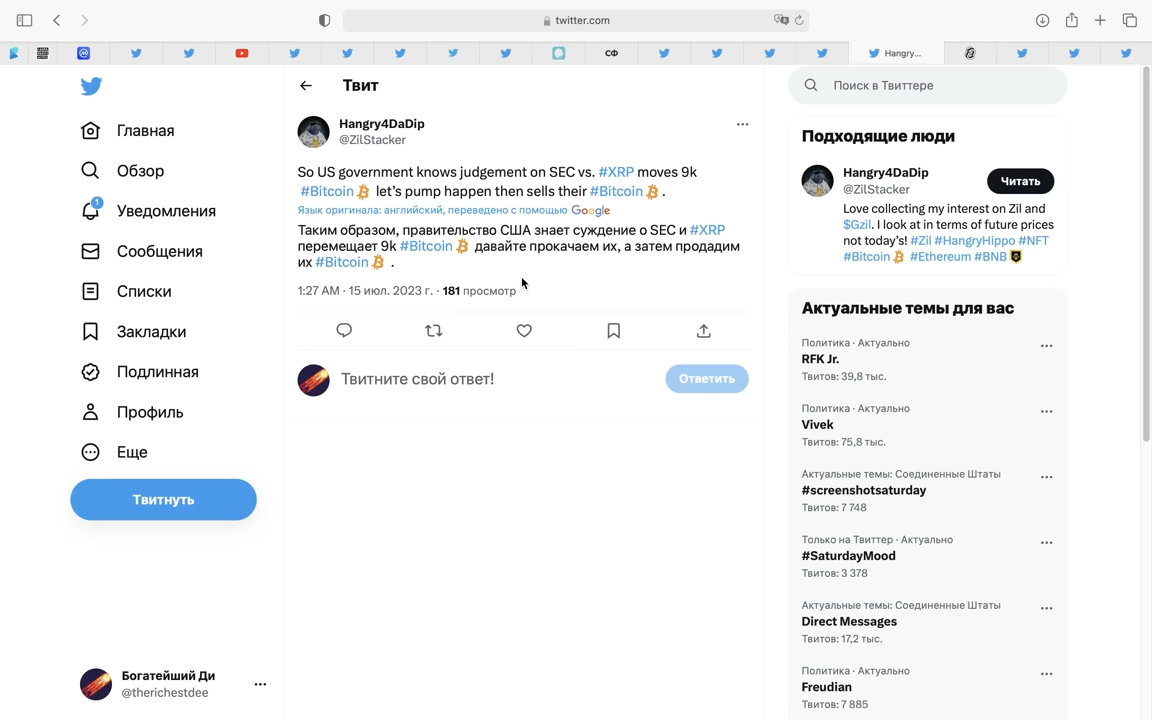 twitter.com
СФ
Hangry...
Твит
Поиск в Твиттере
Главная
Обзор
1
Уведомления
Сообщения
Списки
Закладки
Подлинная
Профиль
Еще
Твитнуть
Богатейший Ди
@therichestdee
Hangry4DaDip
@ZilStacker
So US government knows judgement on SEC vs. #XRP moves 9k
#Bitcoin let's pump happen then sells their #Bitcoin .
Язык оригинала: английский, переведено с помощью Google
Таким образом, правительство США знает суждение о SEC и #XRP
перемещает 9k #Bitcoin давайте прокачаем их, а затем продадим
их #Bitcoin .
1:27 AM · 15 июл. 2023 г. · 181 просмотр
Твитните свой ответ!
Ответить
Подходящие люди
Hangry4DaDip
@ZilStacker
Читать
Love collecting my interest on Zil and
$Gzil. I look at in terms of future prices
not today's! #Zil #HangryHippo #NFT
#Bitcoin #Ethereum #BNB
Актуальные темы для вас
Политика · Актуально
RFK Jr.
Твитов: 39,8 тыс.
Политика · Актуально
Vivek
Твитов: 75,8 тыс.
Актуальные темы: Соединенные Штаты
#screenshotsaturday
Твитов: 7 748
Только на Твиттер · Актуально
#SaturdayMood
Твитов: 3 378
Актуальные темы: Соединенные Штаты
Direct Messages
Твитов: 17,2 тыс.
Политика · Актуально
Freudian
Твитов: 7 885